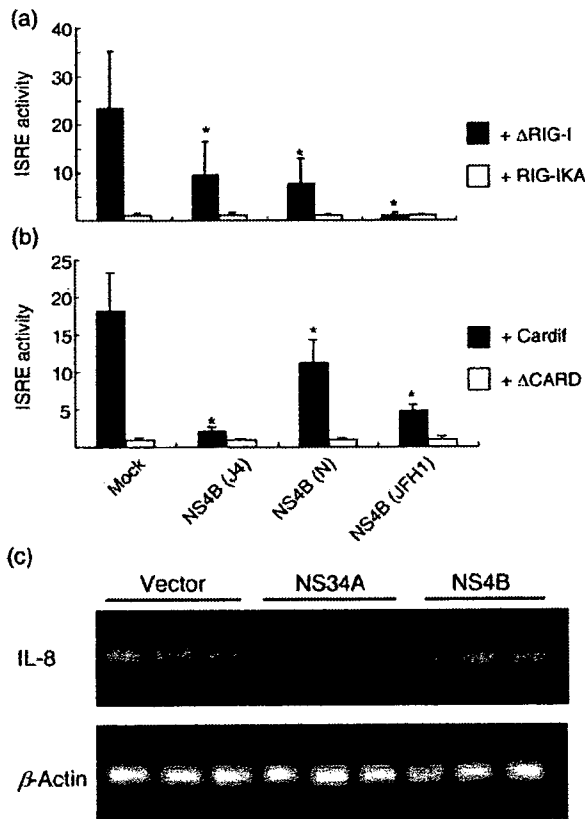 (a)
ISRE activity
40
30
20
10
+ ΔRIG-I
+ RIG-IKA
*
*
*
(b)
ISRE activity
25
20
15
10
5
+ Cardif
+ ΔCARD
*
*
*
Mock
NS4B (J4)
NS4B (N)
NS4B (JFH1)
(c)
Vector NS34A NS4B
IL-8
β-Actin